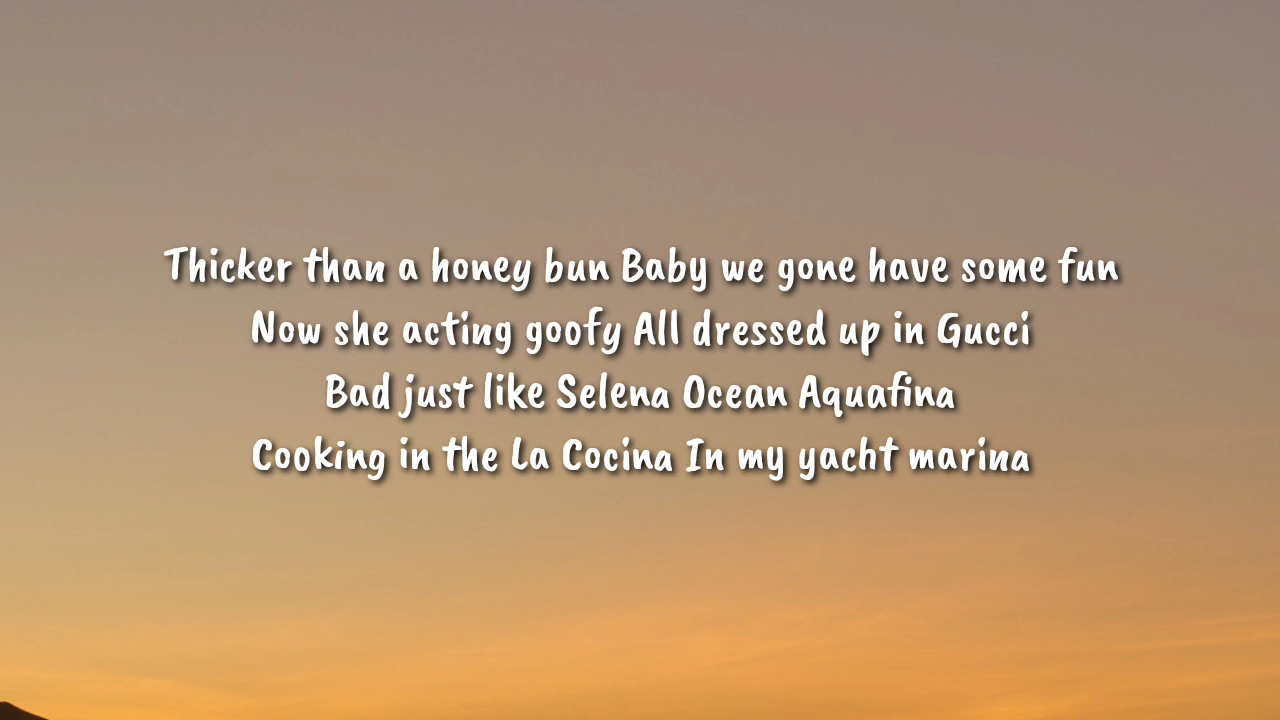 Thicker than a honey bun Baby we gone have some fun
Now she acting goofy All dressed up in Gucci
Bad just like Selena Ocean Aquafina
Cooking in the La Cocina In my yacht marina